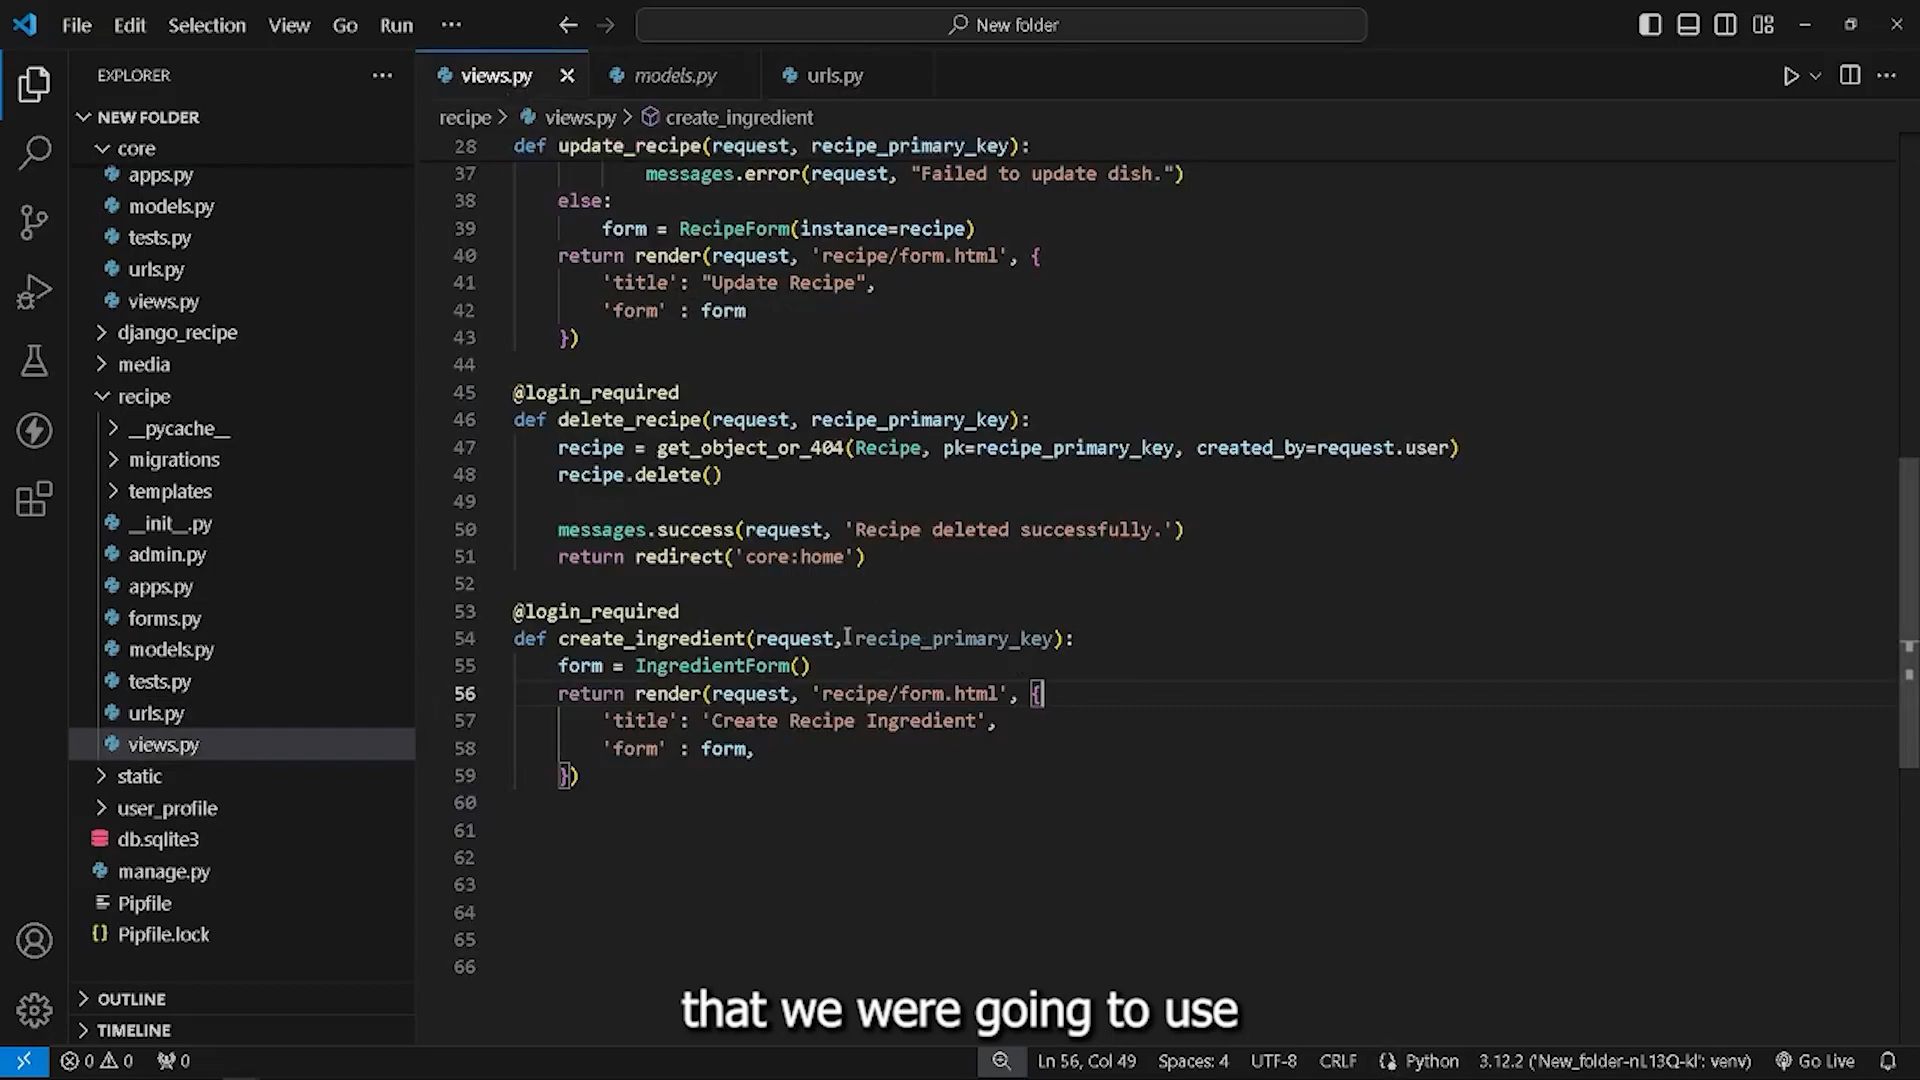 File Edit Selection View Go Run ··· New folder
EXPLORER ···
views.py models.py urls.py
NEW FOLDER
recipe > views.py > create_ingredient
core
apps.py
models.py
tests.py
urls.py
views.py
django_recipe
media
recipe
__pycache__
migrations
templates
__init__.py
admin.py
apps.py
forms.py
models.py
tests.py
urls.py
views.py
static
user_profile
db.sqlite3
manage.py
Pipfile
Pipfile.lock
OUTLINE
TIMELINE
28 def update_recipe(request, recipe_primary_key):
37 messages.error(request, "Failed to update dish.")
38 else:
39 form = RecipeForm(instance=recipe)
40 return render(request, 'recipe/form.html', {
41 'title': "Update Recipe",
42 'form' : form
43 })
44
45 @login_required
46 def delete_recipe(request, recipe_primary_key):
47 recipe = get_object_or_404(Recipe, pk=recipe_primary_key, created_by=request.user)
48 recipe.delete()
49
50 messages.success(request, 'Recipe deleted successfully.')
51 return redirect('core:home')
52
53 @login_required
54 def create_ingredient(request, recipe_primary_key):
55 form = IngredientForm()
56 return render(request, 'recipe/form.html', {
57 'title': 'Create Recipe Ingredient',
58 'form' : form,
59 })
60
61
62
63
64
65
66
that we were going to use
0 0 0 Ln 56, Col 49 Spaces: 4 UTF-8 CRLF Python 3.12.2 ('New_folder-nL13Q-kl': venv) Go Live